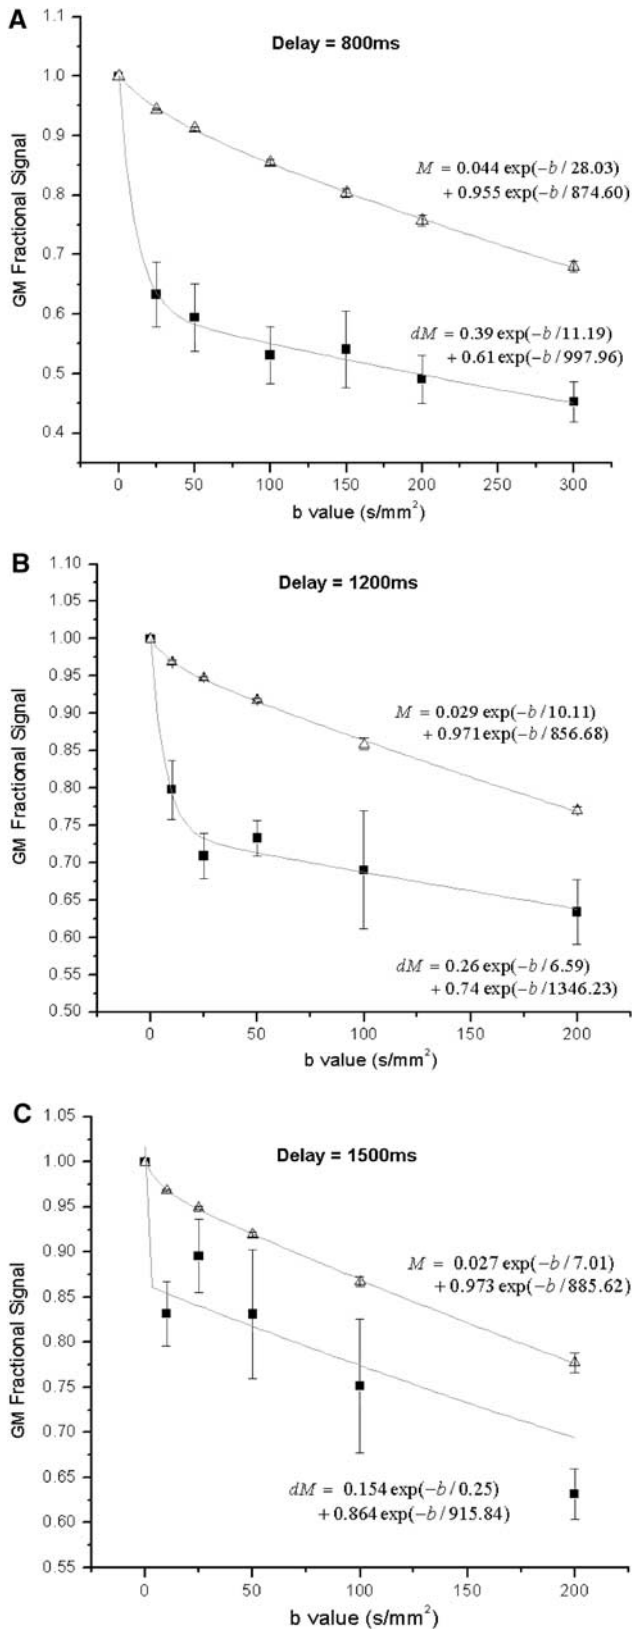 A
Delay = 800ms
1.1
1.0
0.9
0.8
0.7
0.6
0.5
0.4
GM Fractional Signal
M = 0.044 exp(−b / 28.03)
+ 0.955 exp(−b / 874.60)
dM = 0.39 exp(−b /11.19)
+ 0.61 exp(−b / 997.96)
0 50 100 150 200 250 300
b value (s/mm²)
B
Delay = 1200ms
1.10
1.05
1.00
0.95
0.90
0.85
0.80
0.75
0.70
0.65
0.60
0.55
0.50
GM Fractional Signal
M = 0.029 exp(−b /10.11)
+ 0.971 exp(−b / 856.68)
dM = 0.26 exp(−b / 6.59)
+ 0.74 exp(−b /1346.23)
0 50 100 150 200
b value (s/mm²)
C
Delay = 1500ms
1.05
1.00
0.95
0.90
0.85
0.80
0.75
0.70
0.65
0.60
0.55
GM Fractional Signal
M = 0.027 exp(−b / 7.01)
+ 0.973 exp(−b / 885.62)
dM = 0.154 exp(−b / 0.25)
+ 0.864 exp(−b / 915.84)
0 50 100 150 200
b value (s/mm²)